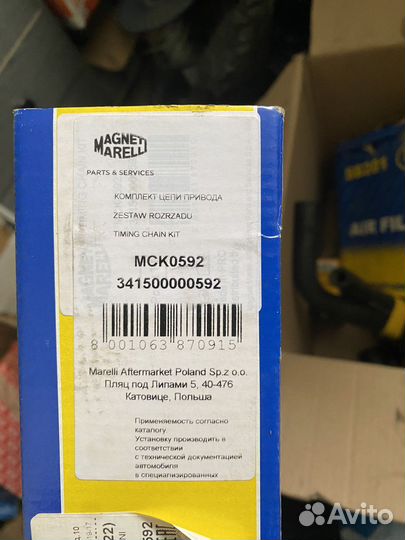 MAGNETI
MARELLI
PARTS & SERVICES
КОМПЛЕКТ ЦЕПИ ПРИВОДА
ZESTAW ROZRZADU
TIMING CHAIN KIT
MCK0592
341500000592
8 001063 870915
Marelli Aftermarket Poland Sp.z o.o.
Пляц под Липами 5, 40-476
Катовице, Польша
Применяемость согласно
каталогу.
Установку производить в
соответствии
с технической документацией
автомобиля
в специализированных
AIR FIL
Avito